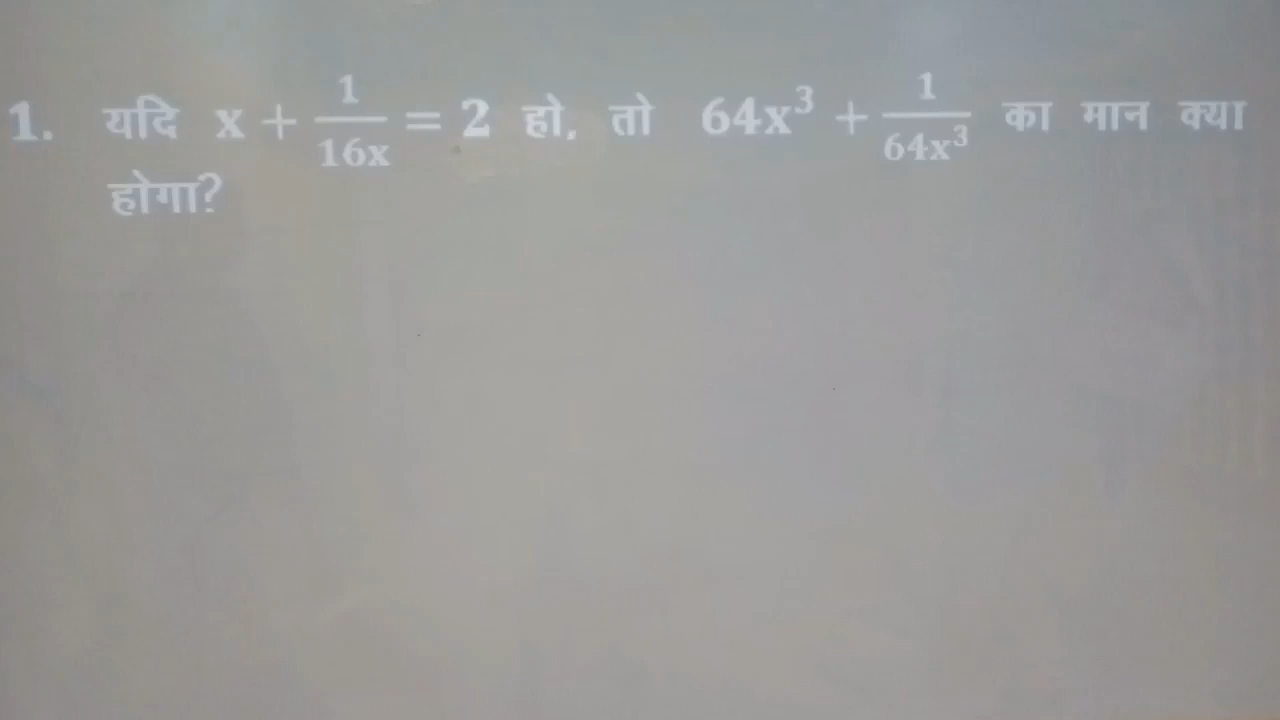 1. यदि x + 1/16x = 2 हो, तो 64x³ + 1/64x³ का मान क्या
होगा?